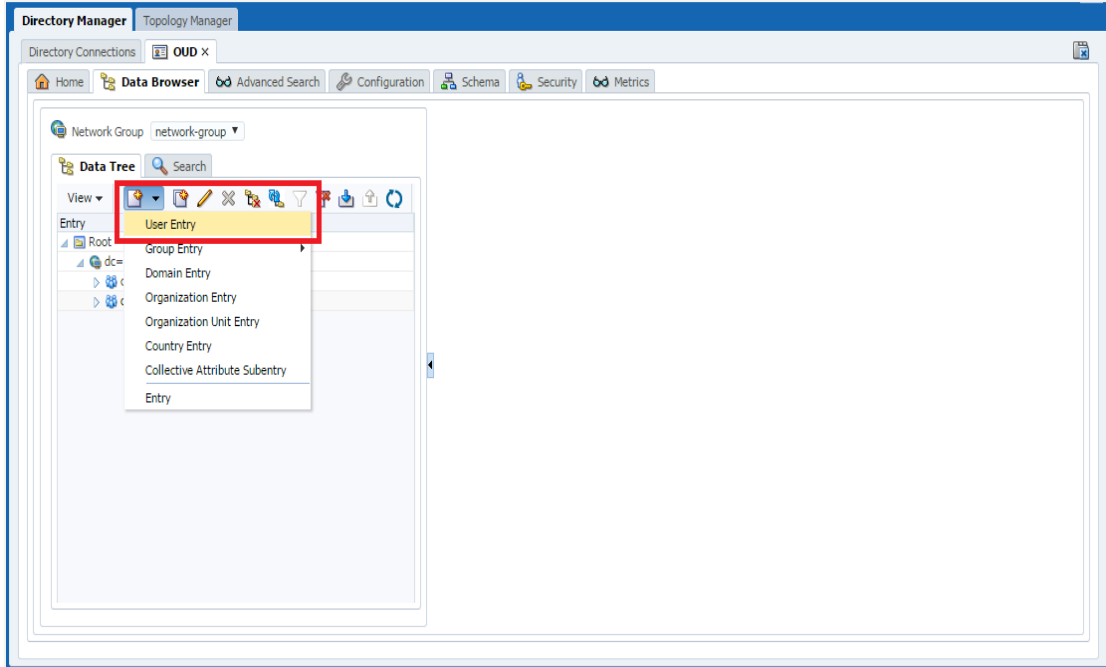 Directory Manager Topology Manager
Directory Connections OUD ×
Home Data Browser Advanced Search Configuration Schema Security Metrics
Network Group network-group
Data Tree Search
View
Entry
Root
dc=
User Entry
Group Entry
Domain Entry
Organization Entry
Organization Unit Entry
Country Entry
Collective Attribute Subentry
Entry